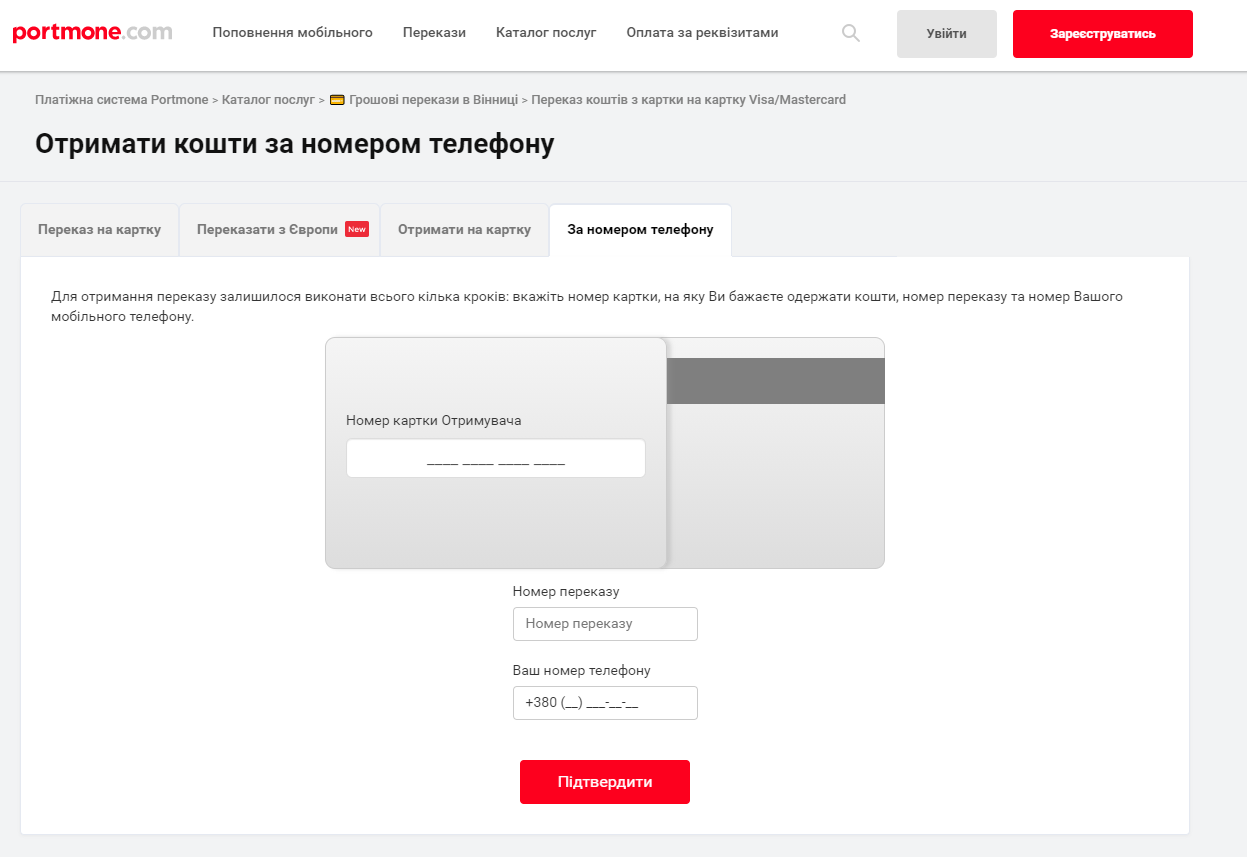 portmone.com
Поповнення мобільного Перекази Каталог послуг Оплата за реквізитами Увійти Зареєструватись
Платіжна система Portmone > Каталог послуг > 💳 Грошові перекази в Вінниці > Переказ коштів з картки на картку Visa/Mastercard
Отримати кошти за номером телефону
Переказ на картку Переказати з Європи New Отримати на картку За номером телефону
Для отримання переказу залишилося виконати всього кілька кроків: вкажіть номер картки, на яку Ви бажаєте одержати кошти, номер переказу та номер Вашого
мобільного телефону.
Номер картки Отримувача
____ ____ ____ ____
Номер переказу
Номер переказу
Ваш номер телефону
+380 (__) ___-__-__
Підтвердити